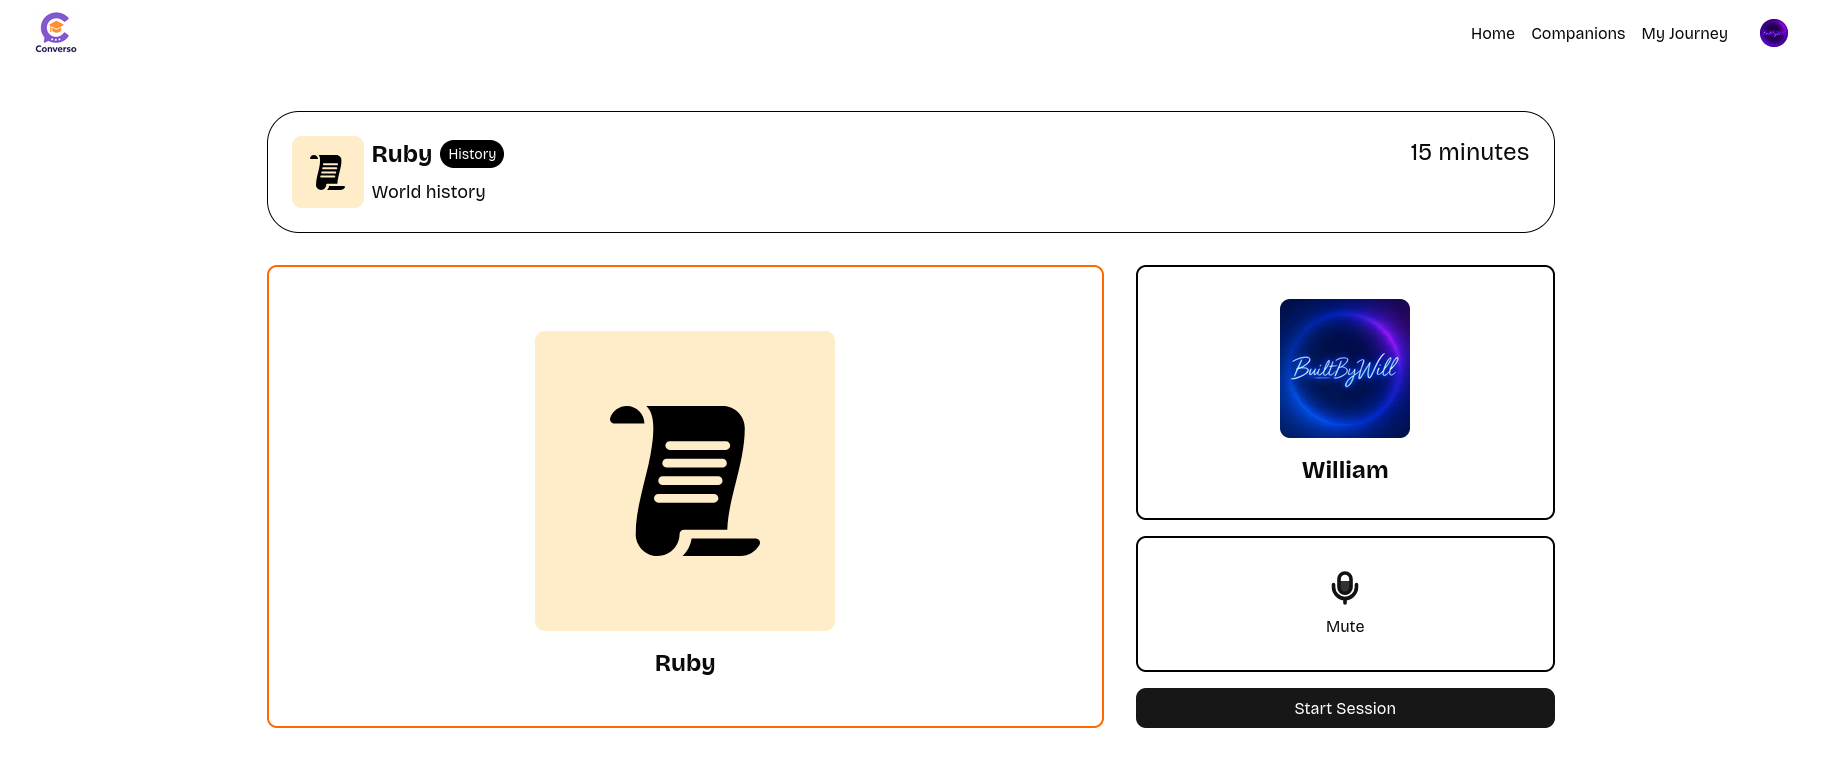 Converso
Home Companions My Journey
Ruby History
World history
15 minutes
Ruby
BuiltByWill
William
Mute
Start Session